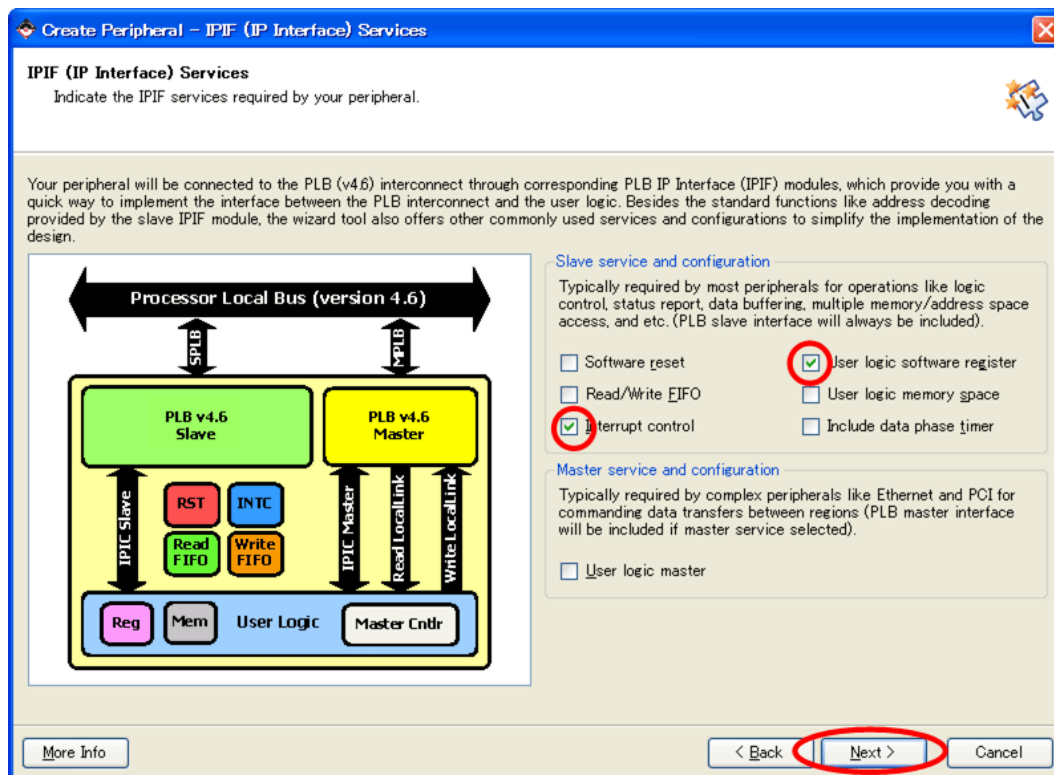 Create Peripheral - IPIF (IP Interface) Services
IPIF (IP Interface) Services
Indicate the IPIF services required by your peripheral.
Your peripheral will be connected to the PLB (v4.6) interconnect through corresponding PLB IP Interface (IPIF) modules, which provide you with a
quick way to implement the interface between the PLB interconnect and the user logic. Besides the standard functions like address decoding
provided by the slave IPIF module, the wizard tool also offers other commonly used services and configurations to simplify the implementation of the
design.
Processor Local Bus (version 4.6)
SPLB
MPLB
PLB v4.6
Slave
PLB v4.6
Master
IPIC Slave
RST
INTC
Read
FIFO
Write
FIFO
IPIC Master
Read LocalLink
Write LocalLink
Reg
Mem
User Logic
Master Cntlr
Slave service and configuration
Typically required by most peripherals for operations like logic
control, status report, data buffering, multiple memory/address space
access, and etc. (PLB slave interface will always be included).
Software reset
User logic software register
Read/Write FIFO
User logic memory space
Interrupt control
Include data phase timer
Master service and configuration
Typically required by complex peripherals like Ethernet and PCI for
commanding data transfers between regions (PLB master interface
will be included if master service selected).
User logic master
More Info
< Back
Next >
Cancel